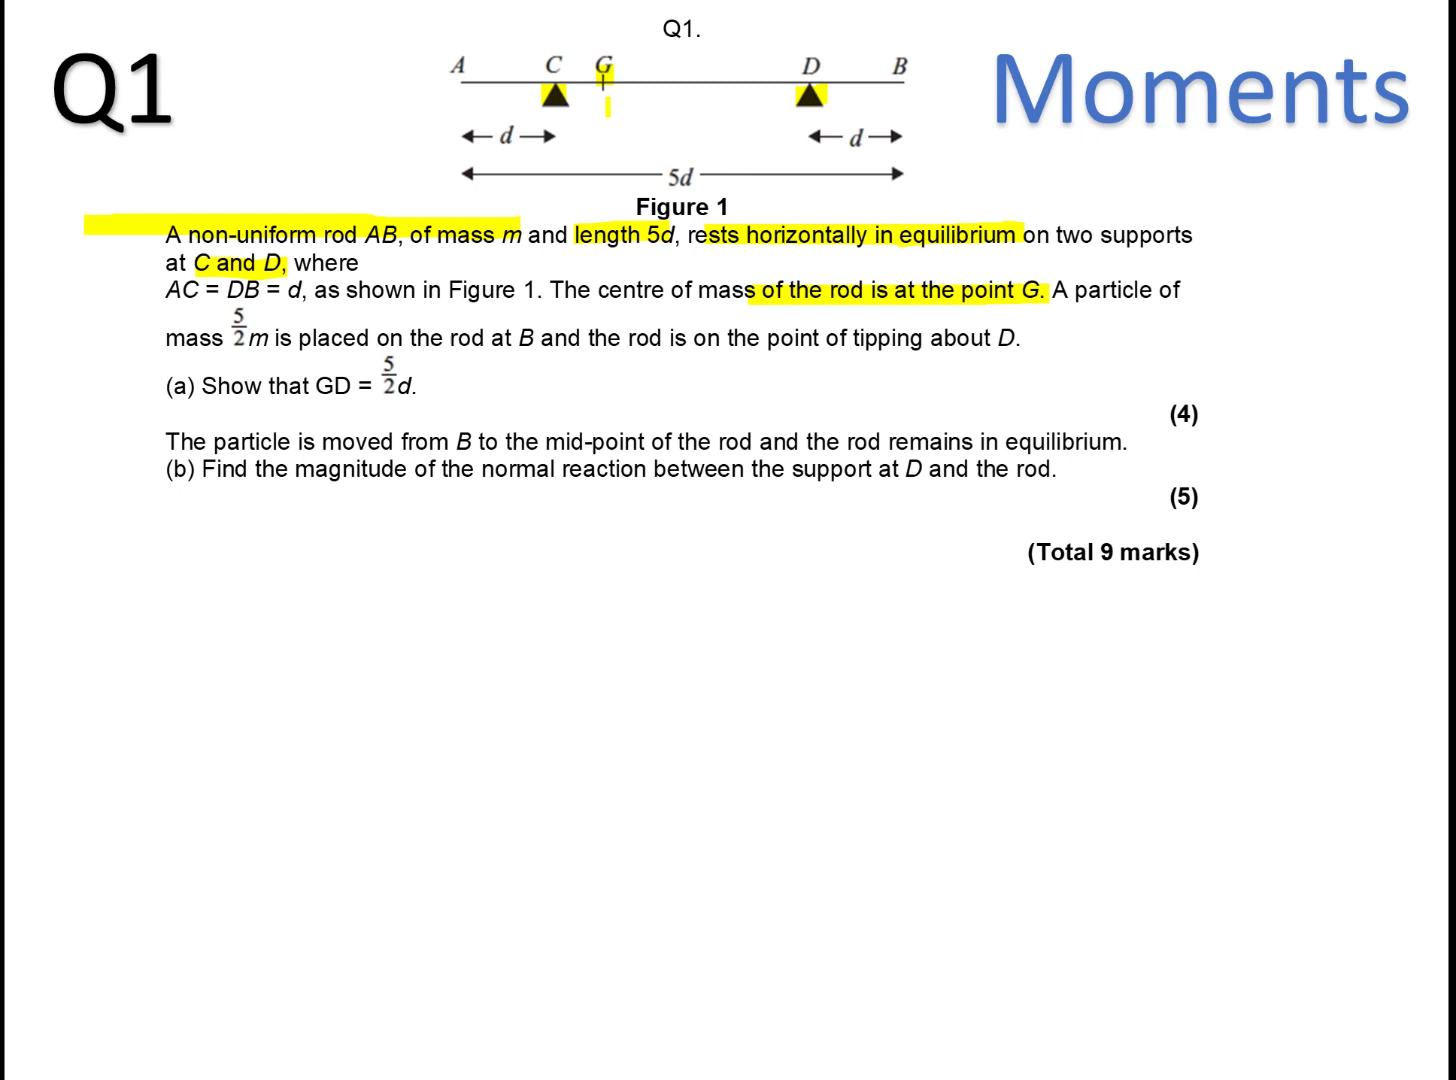 Q1.
Q1
A C G D B
Moments
d d
5d
Figure 1
A non-uniform rod AB, of mass m and length 5d, rests horizontally in equilibrium on two supports
at C and D, where
AC = DB = d, as shown in Figure 1. The centre of mass of the rod is at the point G. A particle of
mass 5/2 m is placed on the rod at B and the rod is on the point of tipping about D.
(a) Show that GD = 5/2 d.
(4)
The particle is moved from B to the mid-point of the rod and the rod remains in equilibrium.
(b) Find the magnitude of the normal reaction between the support at D and the rod.
(5)
(Total 9 marks)